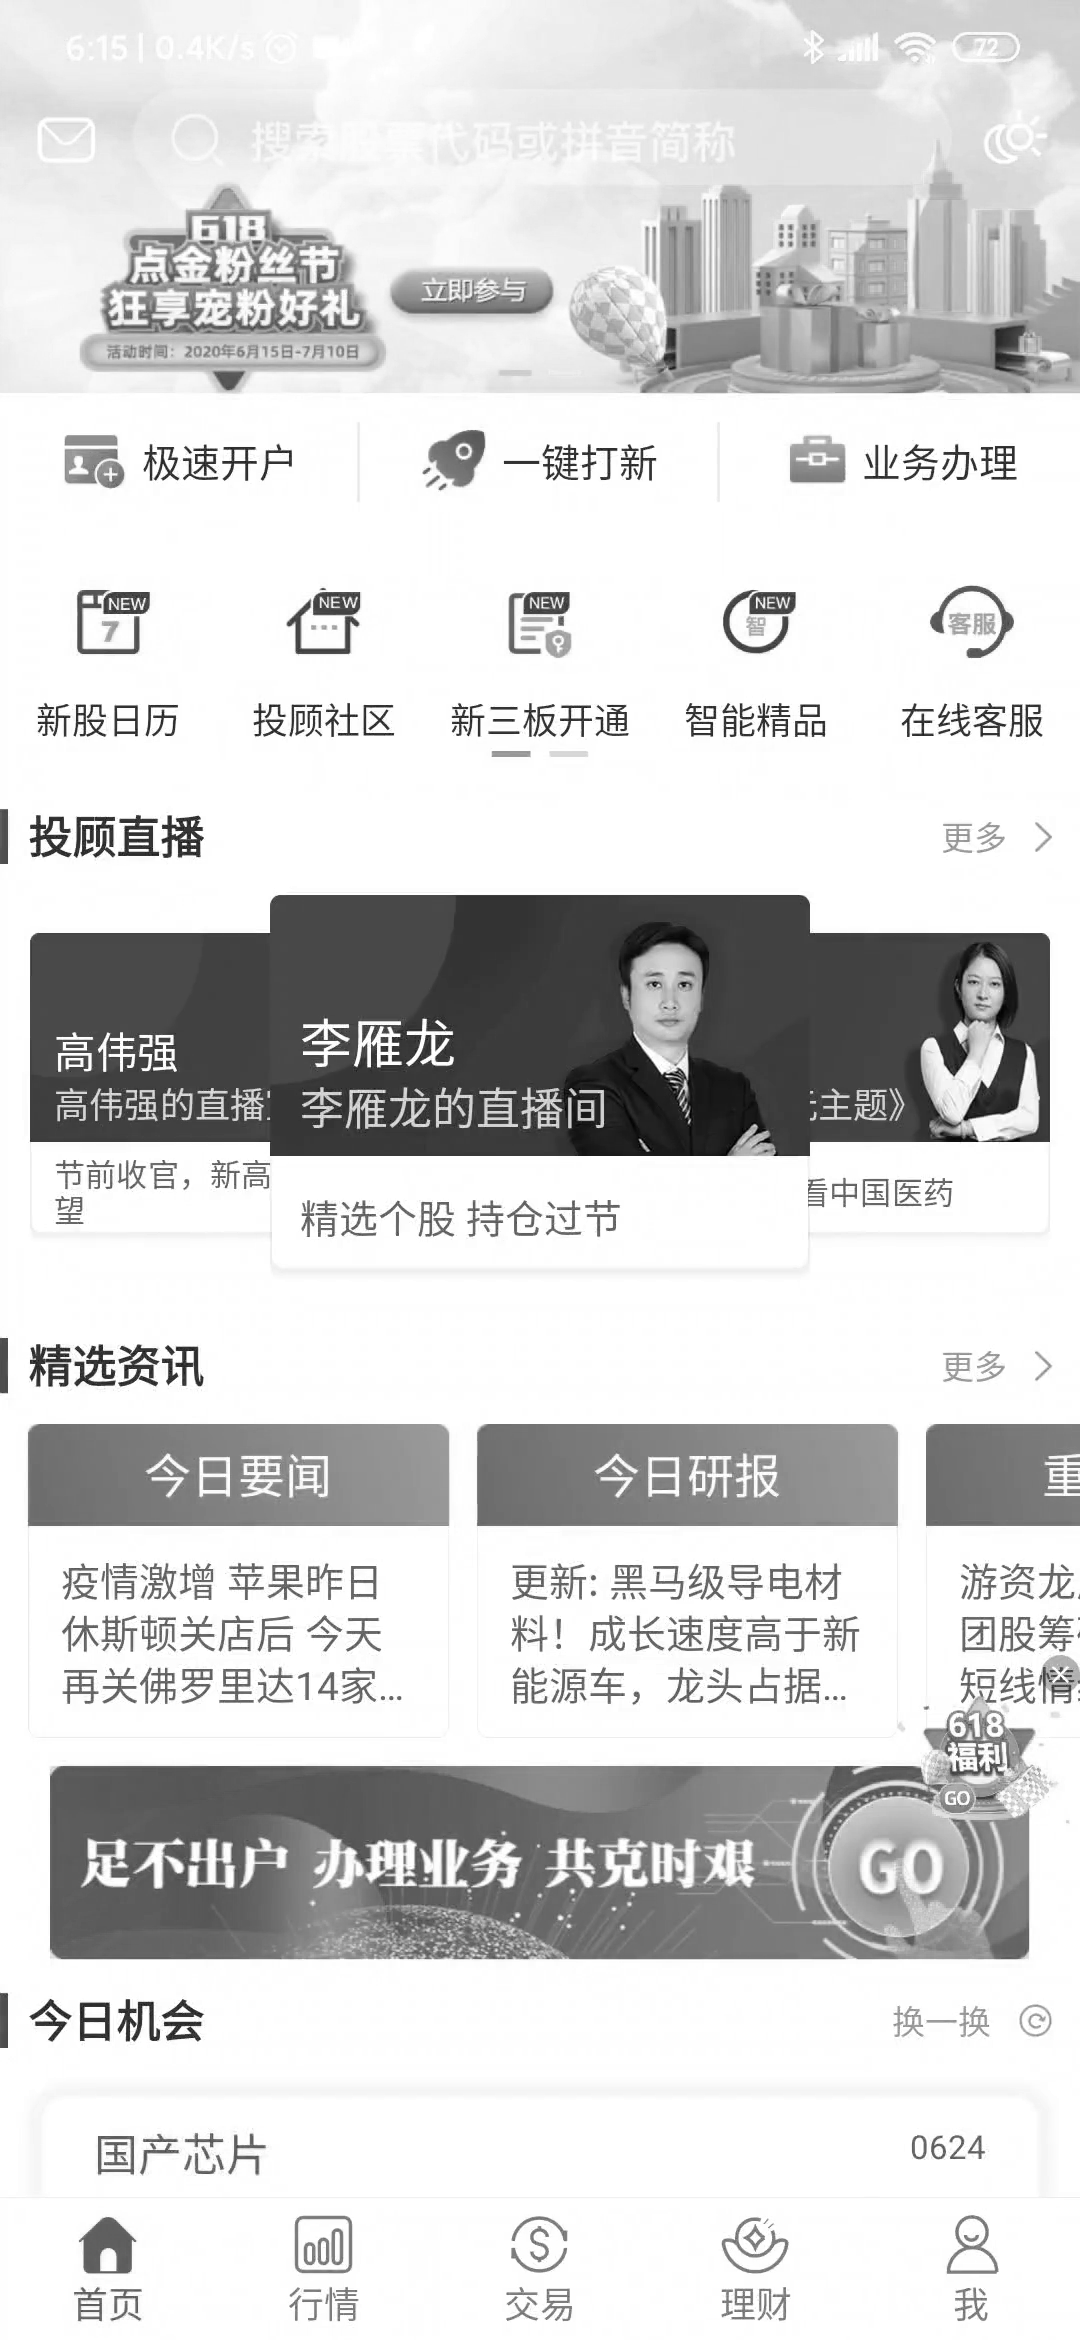 6:15 | 0.4K/s
72
搜索股票代码或拼音简称
618
点金粉丝节
狂享宠粉好礼
立即参与
活动时间：2020年6月15日-7月10日
极速开户
一键打新
业务办理
NEW
7
NEW
NEW
NEW
智
客服
新股日历
投顾社区
新三板开通
智能精品
在线客服
投顾直播
更多
高伟强
高伟强的直播
节前收官，新高
望
李雁龙
李雁龙的直播间
精选个股 持仓过节
主题》
看中国医药
精选资讯
更多
今日要闻
疫情激增 苹果昨日
休斯顿关店后 今天
再关佛罗里达14家...
今日研报
更新: 黑马级导电材
料！成长速度高于新
能源车，龙头占据...
重
游资龙
团股筹
短线情
618
福利
GO
足不出户 办理业务 共克时艰
GO
今日机会
换一换
国产芯片
0624
首页
行情
交易
理财
我